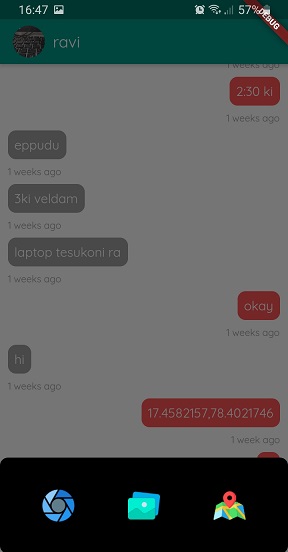 16:47 57%
DEBUG
ravi
1 weeks ago
2:30 ki
1 weeks ago
eppudu
1 weeks ago
3ki veldam
1 weeks ago
laptop tesukoni ra
1 weeks ago
okay
1 weeks ago
hi
1 weeks ago
17.4582157,78.4021746
1 week ago